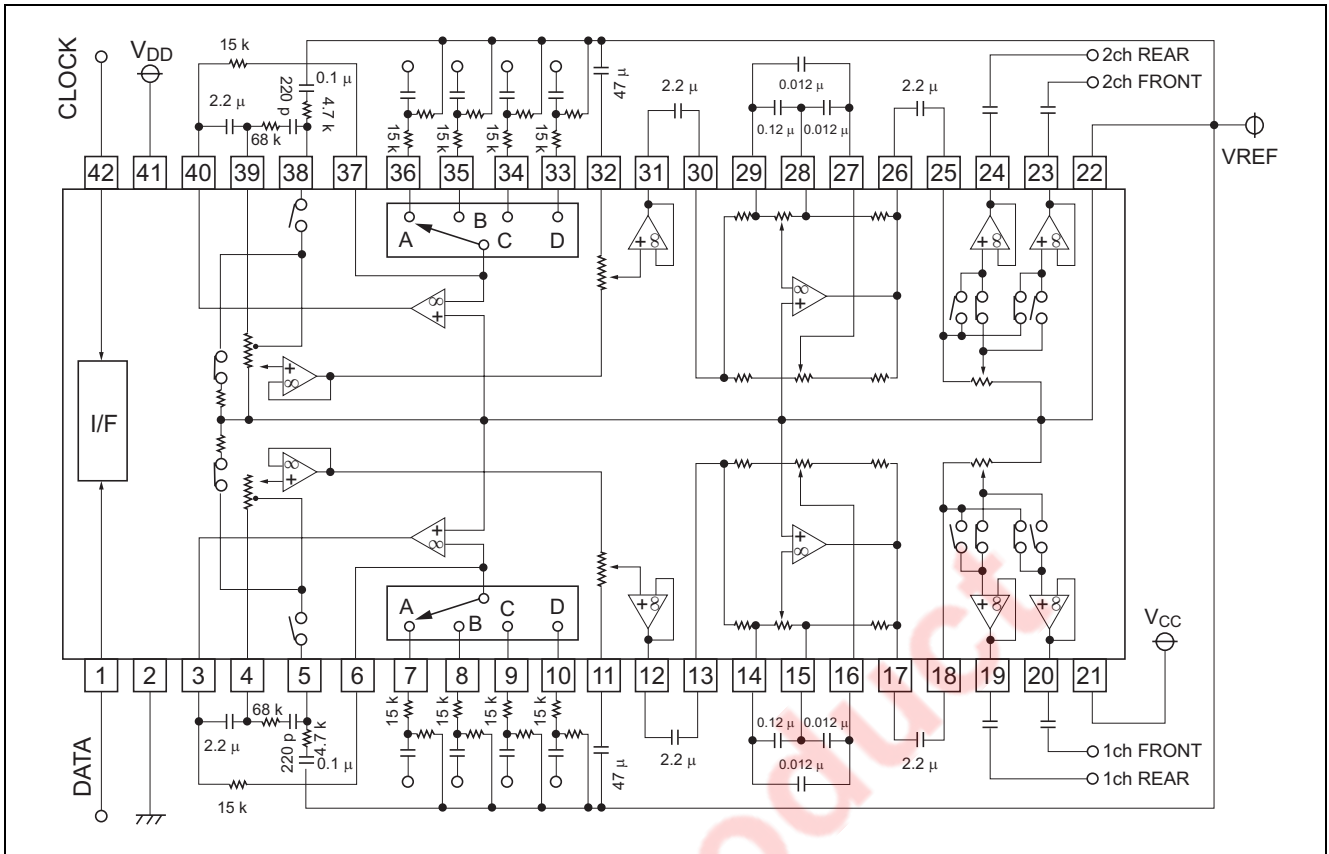 CLOCK
VDD
15 k
2.2 μ
68 k
220 p
0.1 μ
4.7 k
15 k
15 k
15 k
15 k
47 μ
2.2 μ
0.012 μ
0.12 μ
0.012 μ
2.2 μ
2ch REAR
2ch FRONT
VREF
42 41 40 39 38 37 36 35 34 33 32 31 30 29 28 27 26 25 24 23 22
A B C D
∞ +
+ ∞
+ ∞
∞ +
+ ∞
+ ∞
I/F
∞ +
+ ∞
+ ∞
+ ∞
+ ∞
+ ∞
A B C D
VCC
1 2 3 4 5 6 7 8 9 10 11 12 13 14 15 16 17 18 19 20 21
DATA
2.2 μ
68 k
220 p
4.7 k
0.1 μ
15 k
15 k
15 k
15 k
15 k
47 μ
2.2 μ
0.12 μ
0.012 μ
0.012 μ
2.2 μ
1ch FRONT
1ch REAR
oduct